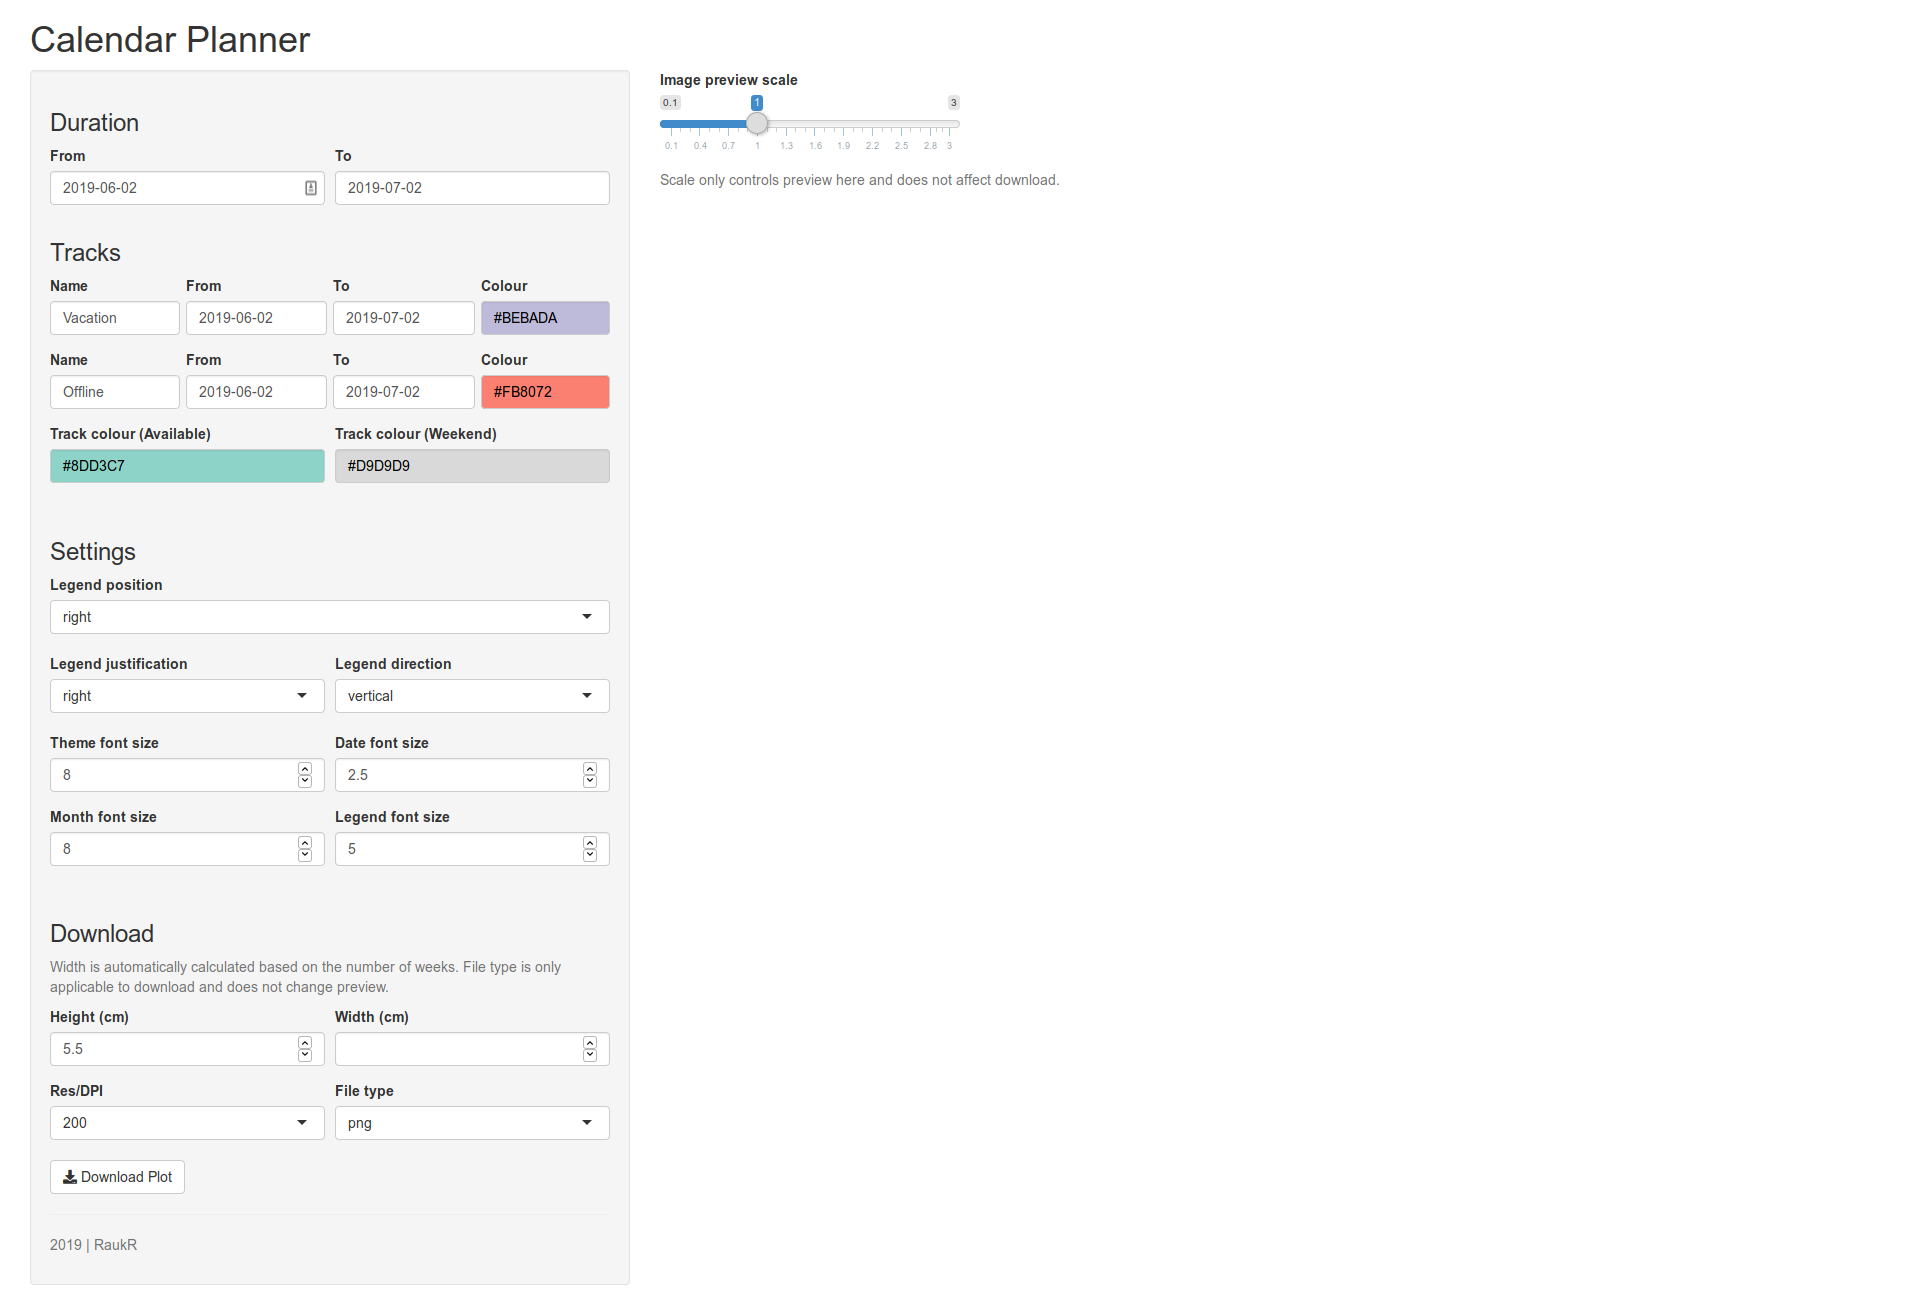 Calendar Planner
Duration
From To
2019-06-02 2019-07-02
Tracks
Name From To Colour
Vacation 2019-06-02 2019-07-02 #BEBADA
Name From To Colour
Offline 2019-06-02 2019-07-02 #FB8072
Track colour (Available) Track colour (Weekend)
#8DD3C7 #D9D9D9
Settings
Legend position
right
Legend justification Legend direction
right vertical
Theme font size Date font size
8 2.5
Month font size Legend font size
8 5
Download
Width is automatically calculated based on the number of weeks. File type is only
applicable to download and does not change preview.
Height (cm) Width (cm)
5.5
Res/DPI File type
200 png
Download Plot
2019 | RaukR
Image preview scale
0.1 1 3
0.1 0.4 0.7 1 1.3 1.6 1.9 2.2 2.5 2.8 3
Scale only controls preview here and does not affect download.